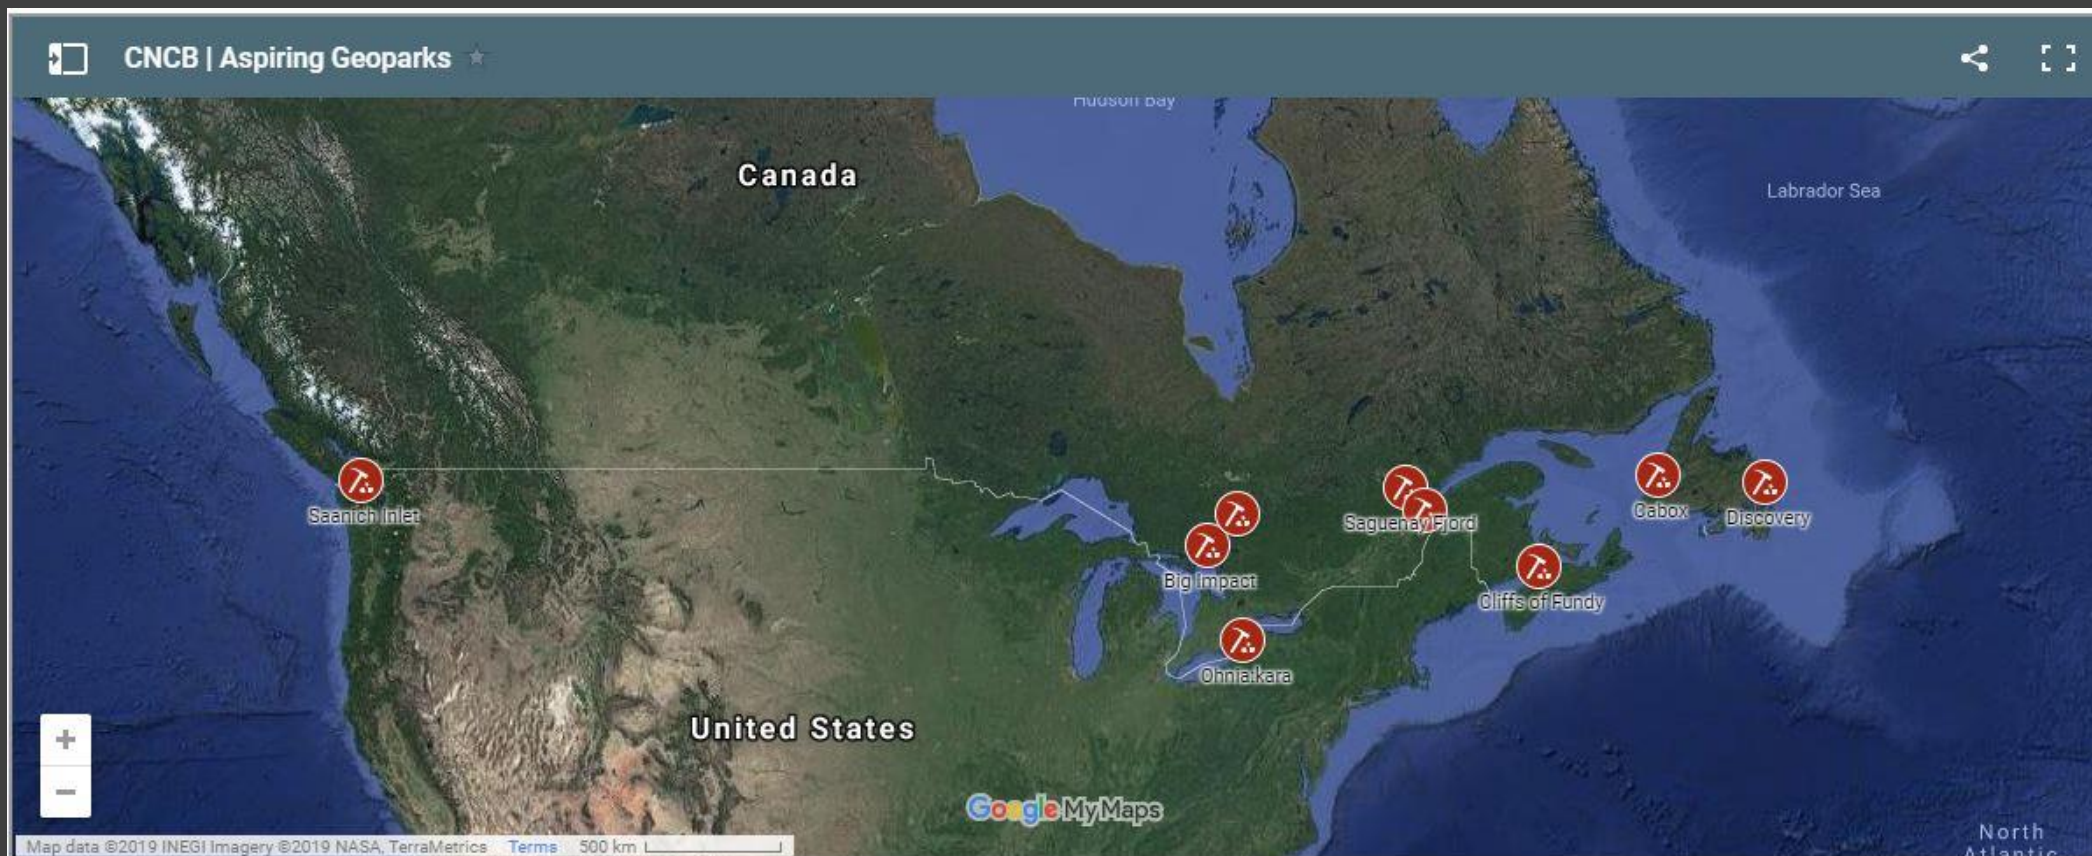 CNCB | Aspiring Geoparks
Hudson Bay
Canada
Labrador Sea
Saanich Inlet
Saguenay Fjord
Cabox
Discovery
Big Impact
Cliffs of Fundy
Ohnia:kara
United States
+
−
Google My Maps
North
Atlantic
Map data ©2019 INEGI Imagery ©2019 NASA, TerraMetrics Terms 500 km